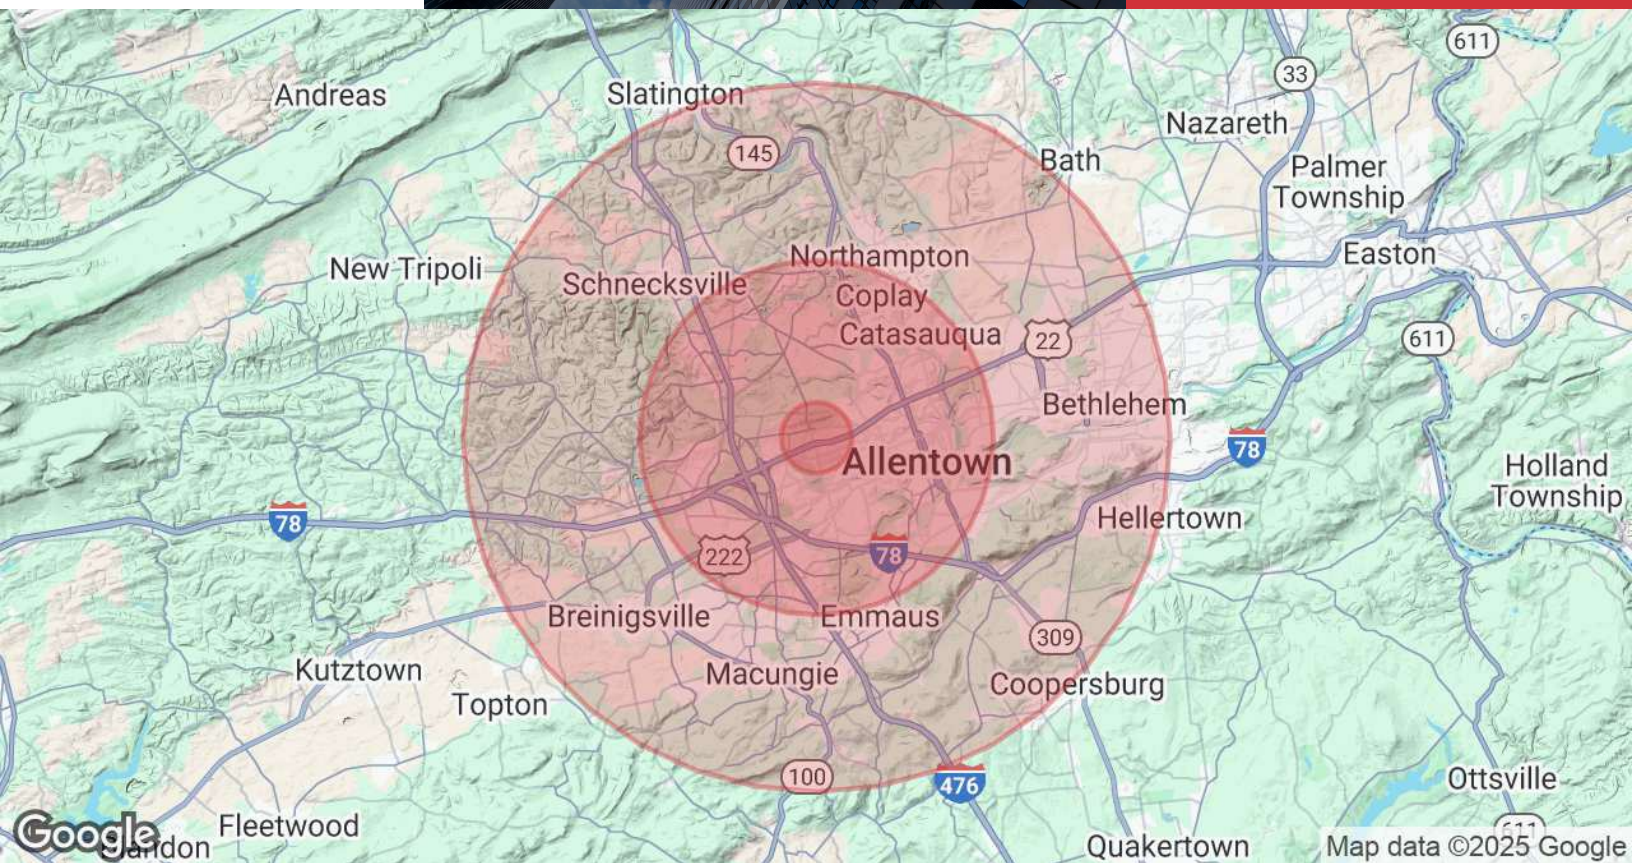 611
33
Andreas
Slatington
Nazareth
145
Bath
Palmer
Township
Northampton
Easton
New Tripoli
Schnecksville
Coplay
Catasauqua
22
611
Bethlehem
78
Allentown
Holland
Township
78
Hellertown
222
78
Breinigsville
Emmaus
309
Kutztown
Macungie
Coopersburg
Topton
100
476
Ottsville
Fleetwood
611
Google
Blandon
Quakertown
Map data ©2025 Google